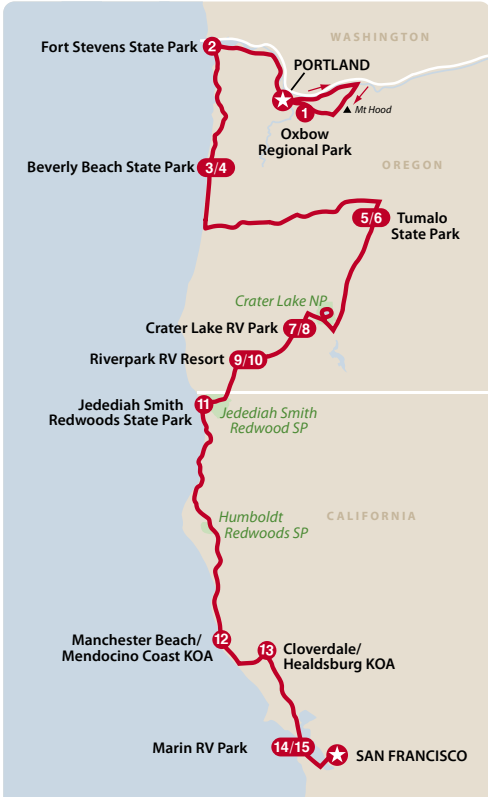 WASHINGTON
Fort Stevens State Park
2
PORTLAND
Mt Hood
1
Oxbow
Regional Park
OREGON
Beverly Beach State Park
3/4
5/6
Tumalo
State Park
Crater Lake NP
Crater Lake RV Park
7/8
Riverpark RV Resort
9/10
Jedediah Smith
Redwoods State Park
11
Jedediah Smith
Redwood SP
Humboldt
Redwoods SP
CALIFORNIA
Manchester Beach/
Mendocino Coast KOA
12
13
Cloverdale/
Healdsburg KOA
Marin RV Park
14/15
SAN FRANCISCO